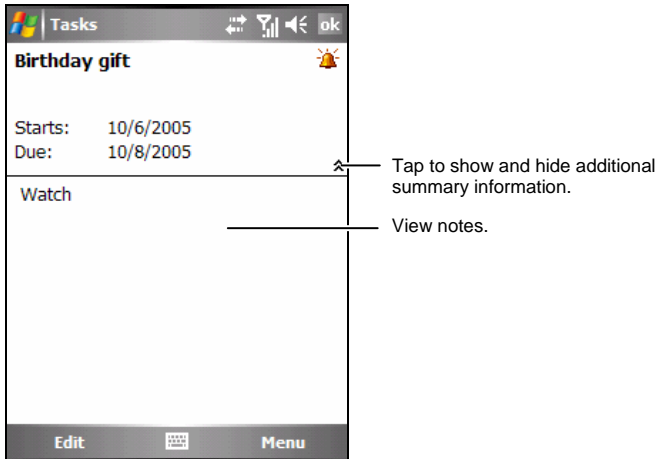 Tasks ok
Birthday gift
Starts: 10/6/2005
Due: 10/8/2005
Tap to show and hide additional
summary information.
Watch
View notes.
Edit Menu